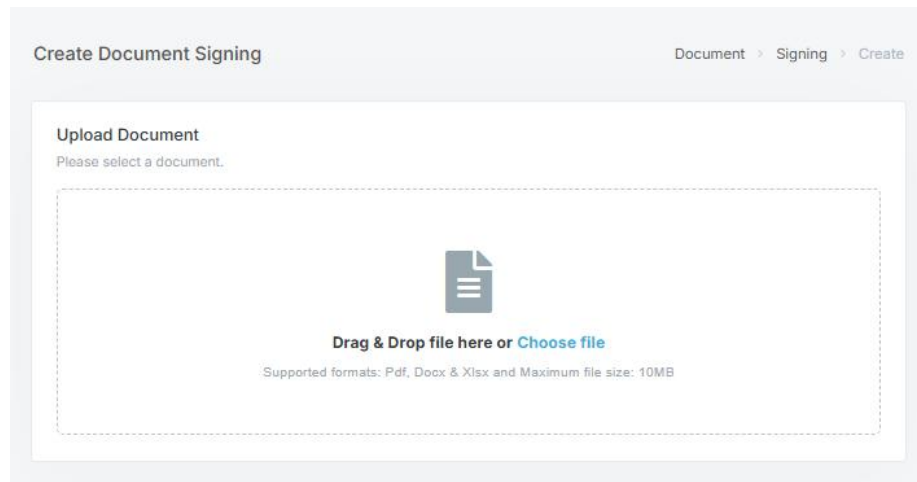 Create Document Signing
Document > Signing > Create
Upload Document
Please select a document.
Drag & Drop file here or Choose file
Supported formats: Pdf, Docx & Xlsx and Maximum file size: 10MB